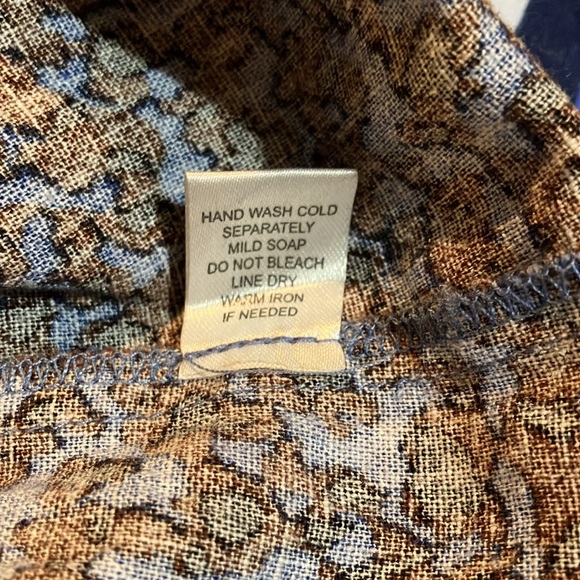 HAND WASH COLD
SEPARATELY
MILD SOAP
DO NOT BLEACH
LINE DRY
WARM IRON
IF NEEDED